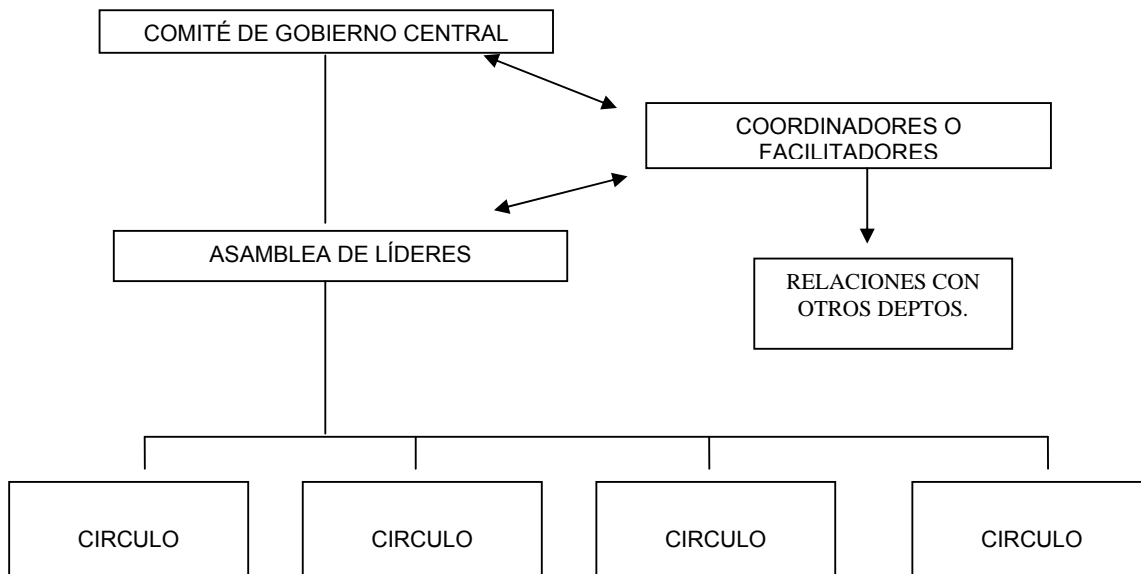 COMITÉ DE GOBIERNO CENTRAL
COORDINADORES O
FACILITADORES
ASAMBLEA DE LÍDERES
RELACIONES CON
OTROS DEPTOS.
CIRCULO
CIRCULO
CIRCULO
CIRCULO